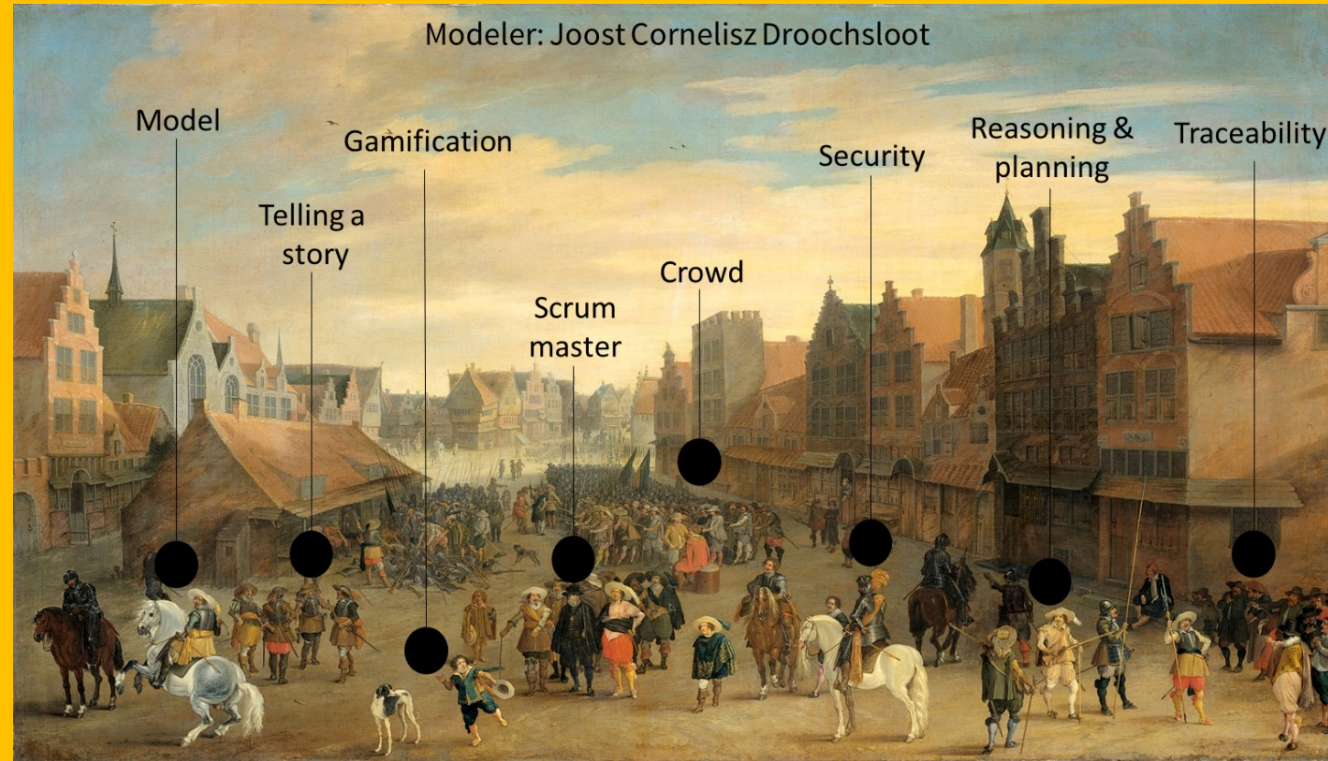 Modeler: Joost Cornelisz Droochsloot
Model
Gamification
Telling a
story
Scrum
master
Crowd
Security
Reasoning &
planning
Traceability